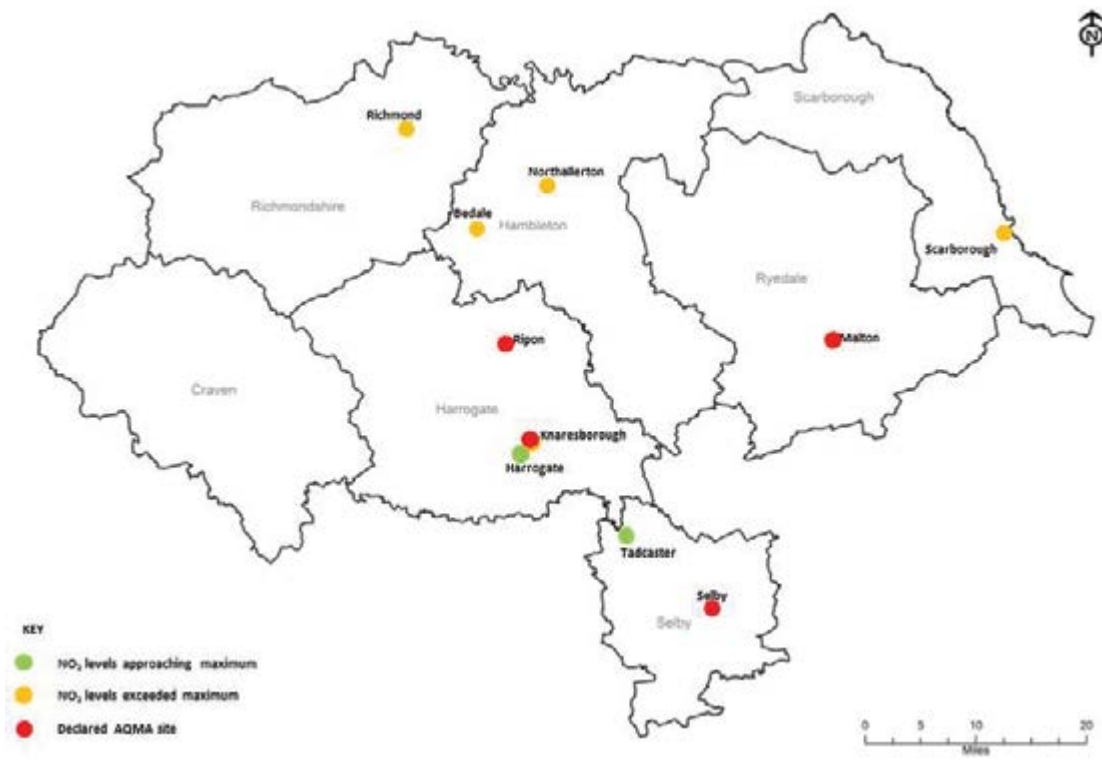 N
Scarborough
Richmond
Northallerton
Richmondshire
Bedale
Hambleton
Scarborough
Ryedale
Ripon
Malton
Craven
Harrogate
Knaresborough
Harrogate
Tadcaster
Selby
Selby
KEY
NO₂ levels approaching maximum
NO₂ levels exceeded maximum
Declared AQMA site
0 5 10 20
Miles